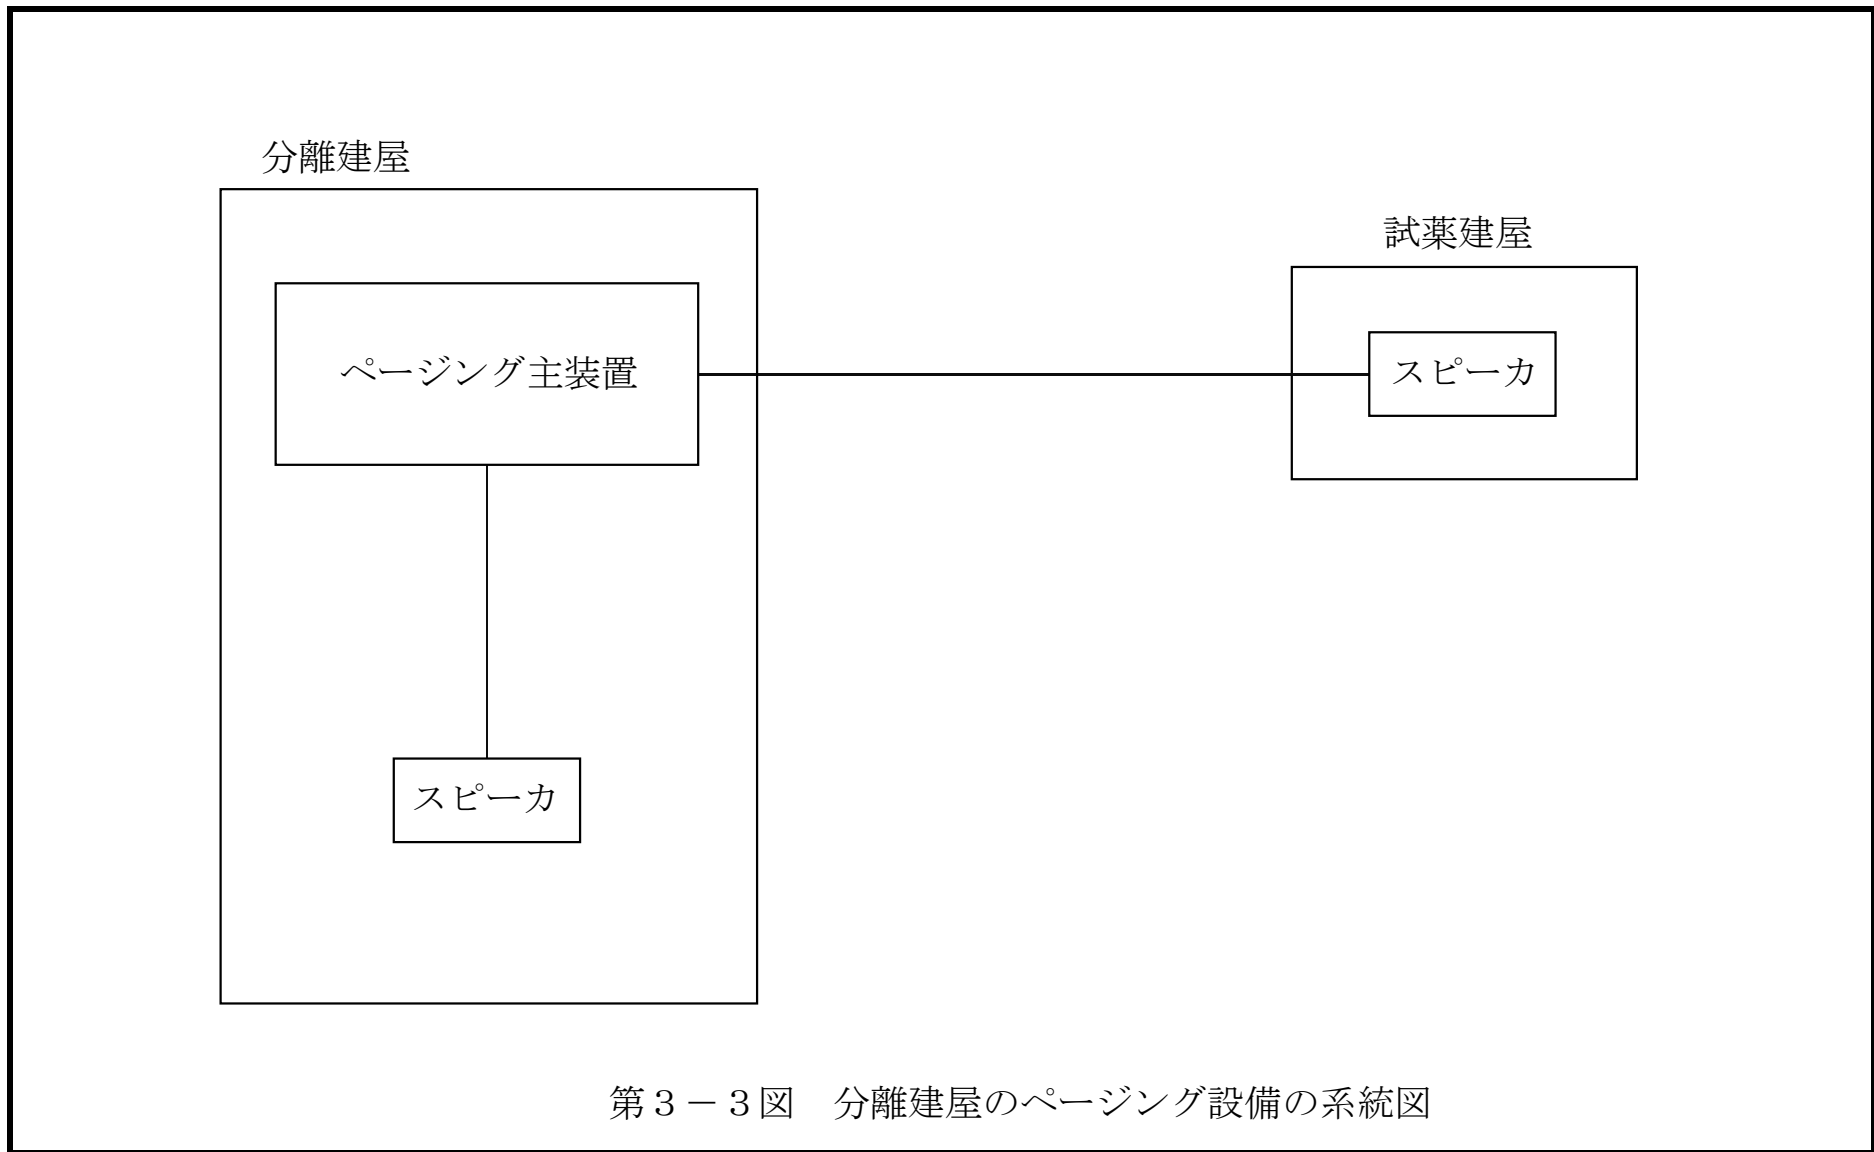 分離建屋
試薬建屋
ページング主装置
スピーカ
スピーカ
第３－３図　分離建屋のページング設備の系統図